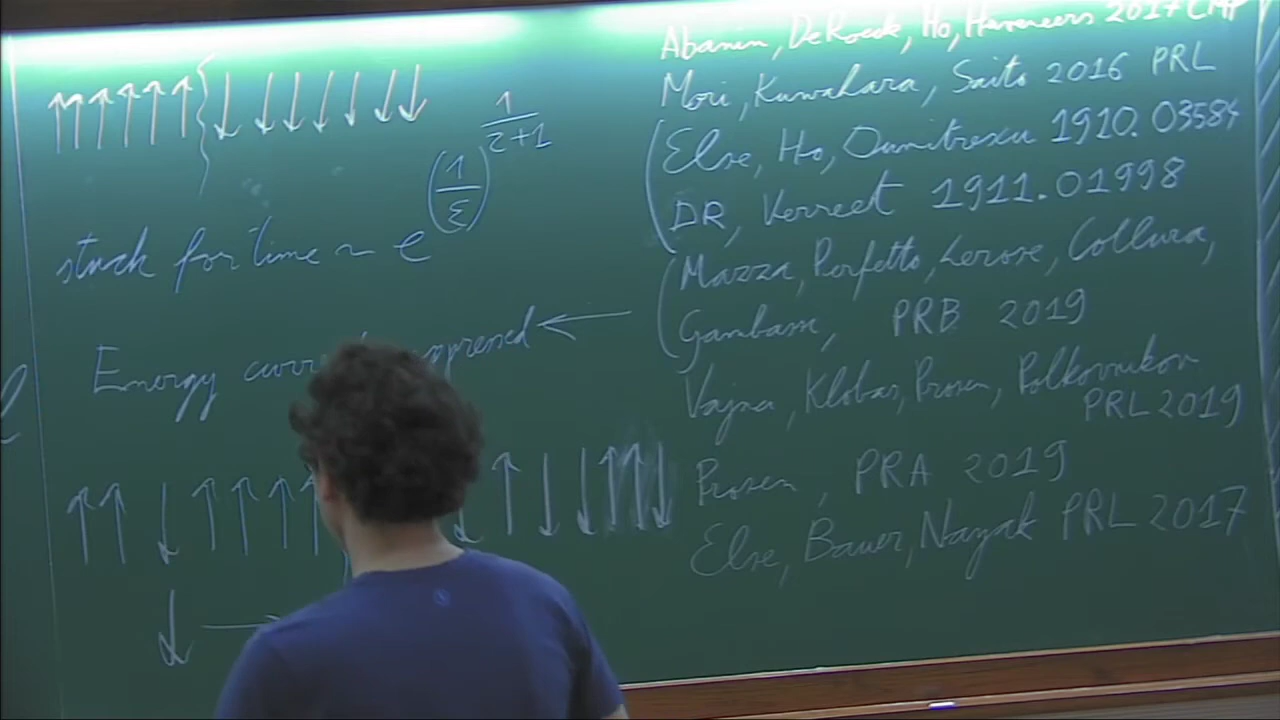 ↑↑↑↑↑↑ ↓↓↓↓↓↓↓
stuck for time ~ e^(1/ε)^(1/(2+1))
Energy suppressed
↑↑↓↑↑↑↑ ↓↑↓↓↑↑↓
↓ →
Abanin, De Roeck, Ho, Huveneers 2017 CMP
Mori, Kuwahara, Saito 2016 PRL
(Else, Ho, Dumitrescu 1910.03584
DR, Verreet 1911.01998
(Mazza, Perfetto, Lerose, Collura,
Gambassi, PRB 2019
←
Vajna, Klobas, Prosen, Polkovnikov
PRL 2019
Prosen, PRA 2019
Else, Bauer, Nayak PRL 2017